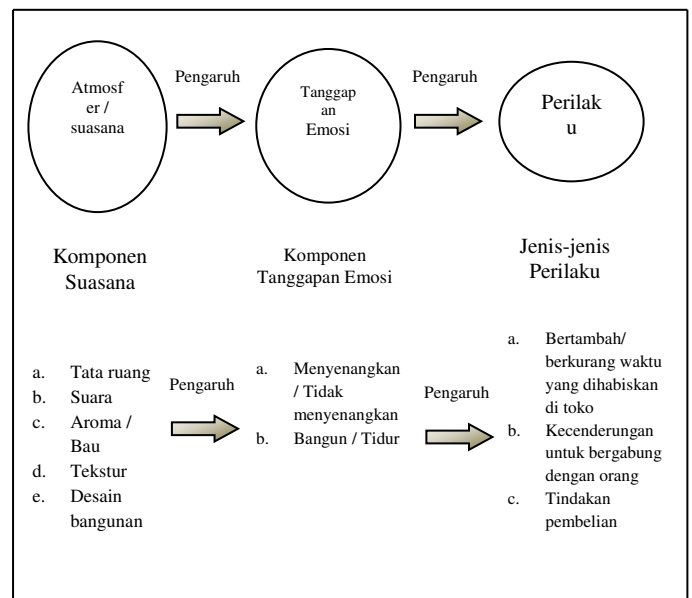 Atmosf
er /
suasana
Pengaruh
Tanggap
an
Emosi
Pengaruh
Perilak
u
Komponen
Suasana
Komponen
Tanggapan Emosi
Jenis-jenis
Perilaku
a. Tata ruang
b. Suara
c. Aroma /
Bau
d. Tekstur
e. Desain
bangunan
Pengaruh
a. Menyenangkan
/ Tidak
menyenangkan
b. Bangun / Tidur
Pengaruh
a. Bertambah/
berkurang waktu
yang dihabiskan
di toko
b. Kecenderungan
untuk bergabung
dengan orang
c. Tindakan
pembelian